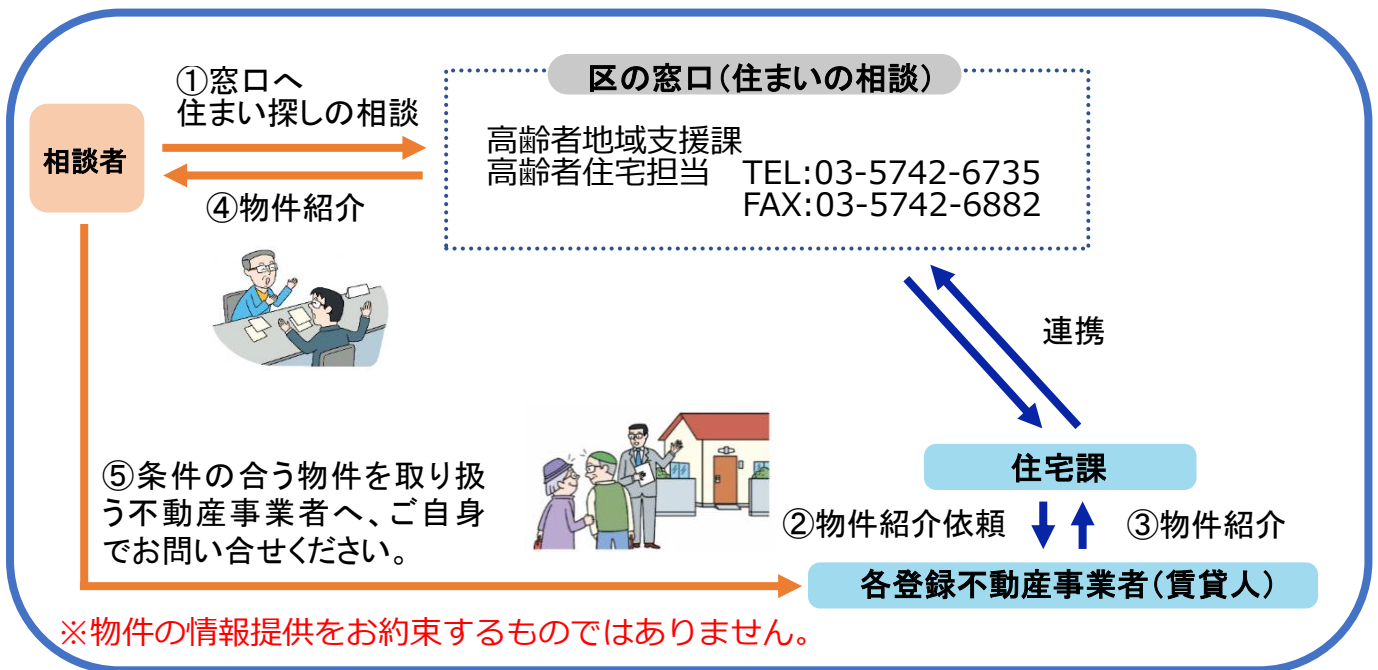 ①窓口へ
住まい探しの相談
区の窓口(住まいの相談)
相談者
高齢者地域支援課
高齢者住宅担当 TEL:03-5742-6735
FAX:03-5742-6882
④物件紹介
連携
住宅課
②物件紹介依頼
③物件紹介
各登録不動産事業者(賃貸人)
⑤条件の合う物件を取り扱
う不動産事業者へ、ご自身
でお問い合せください。
※物件の情報提供をお約束するものではありません。